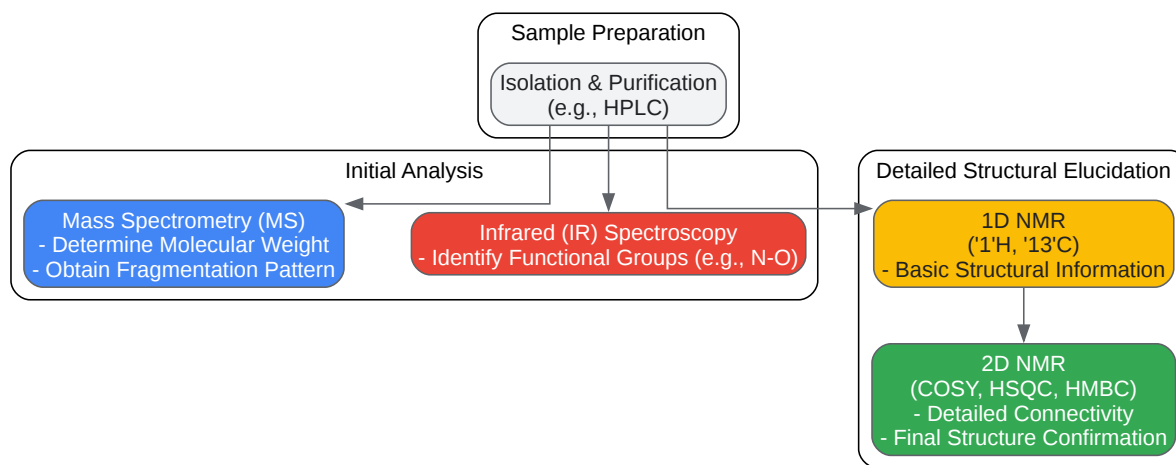 Sample Preparation
Isolation & Purification
(e.g., HPLC)
Initial Analysis
Mass Spectrometry (MS)
- Determine Molecular Weight
- Obtain Fragmentation Pattern
Infrared (IR) Spectroscopy
- Identify Functional Groups (e.g., N-O)
Detailed Structural Elucidation
1D NMR
('1'H, '13'C)
- Basic Structural Information
2D NMR
(COSY, HSQC, HMBC)
- Detailed Connectivity
- Final Structure Confirmation